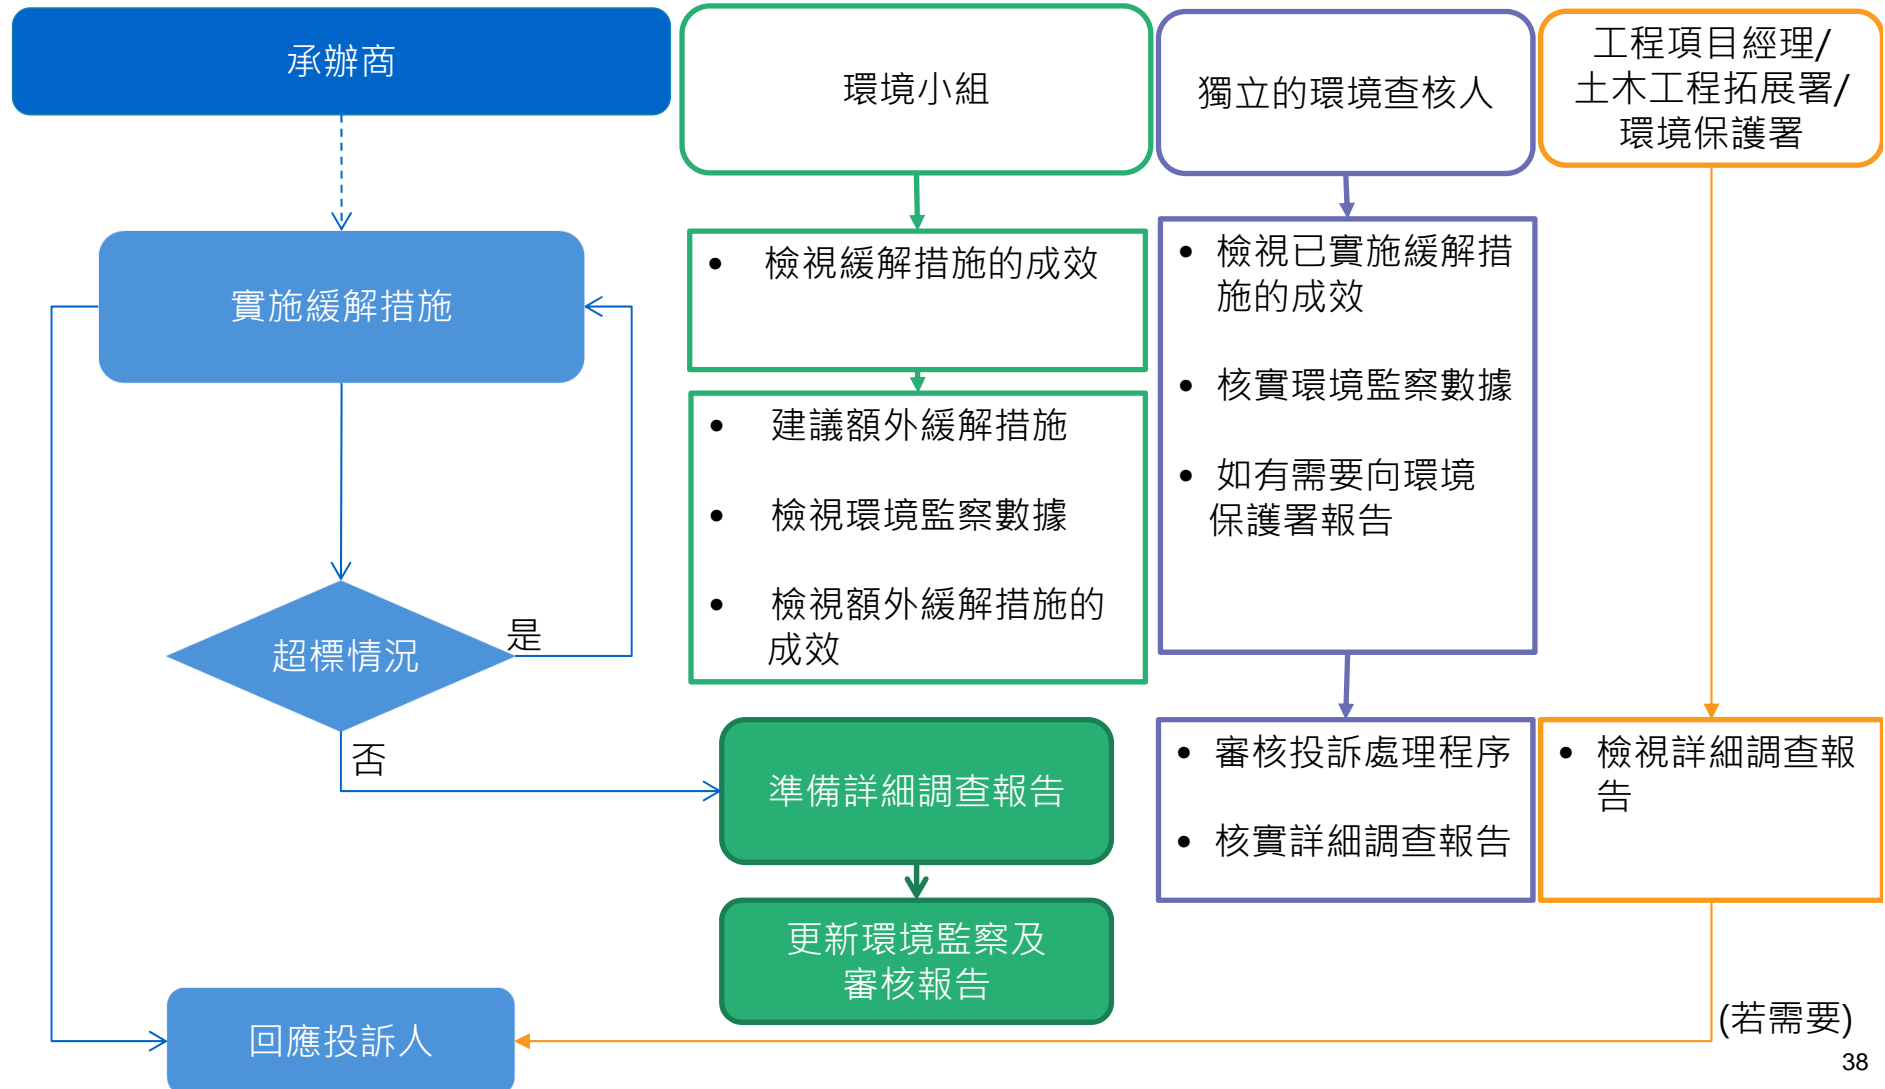 承辦商
實施緩解措施
超標情況
是
否
回應投訴人
環境小組
• 檢視緩解措施的成效
• 建議額外緩解措施
• 檢視環境監察數據
• 檢視額外緩解措施的
成效
準備詳細調查報告
更新環境監察及
審核報告
獨立的環境查核人
• 檢視已實施緩解措
施的成效
• 核實環境監察數據
• 如有需要向環境
保護署報告
• 審核投訴處理程序
• 核實詳細調查報告
工程項目經理/
土木工程拓展署/
環境保護署
• 檢視詳細調查報
告
(若需要)
38